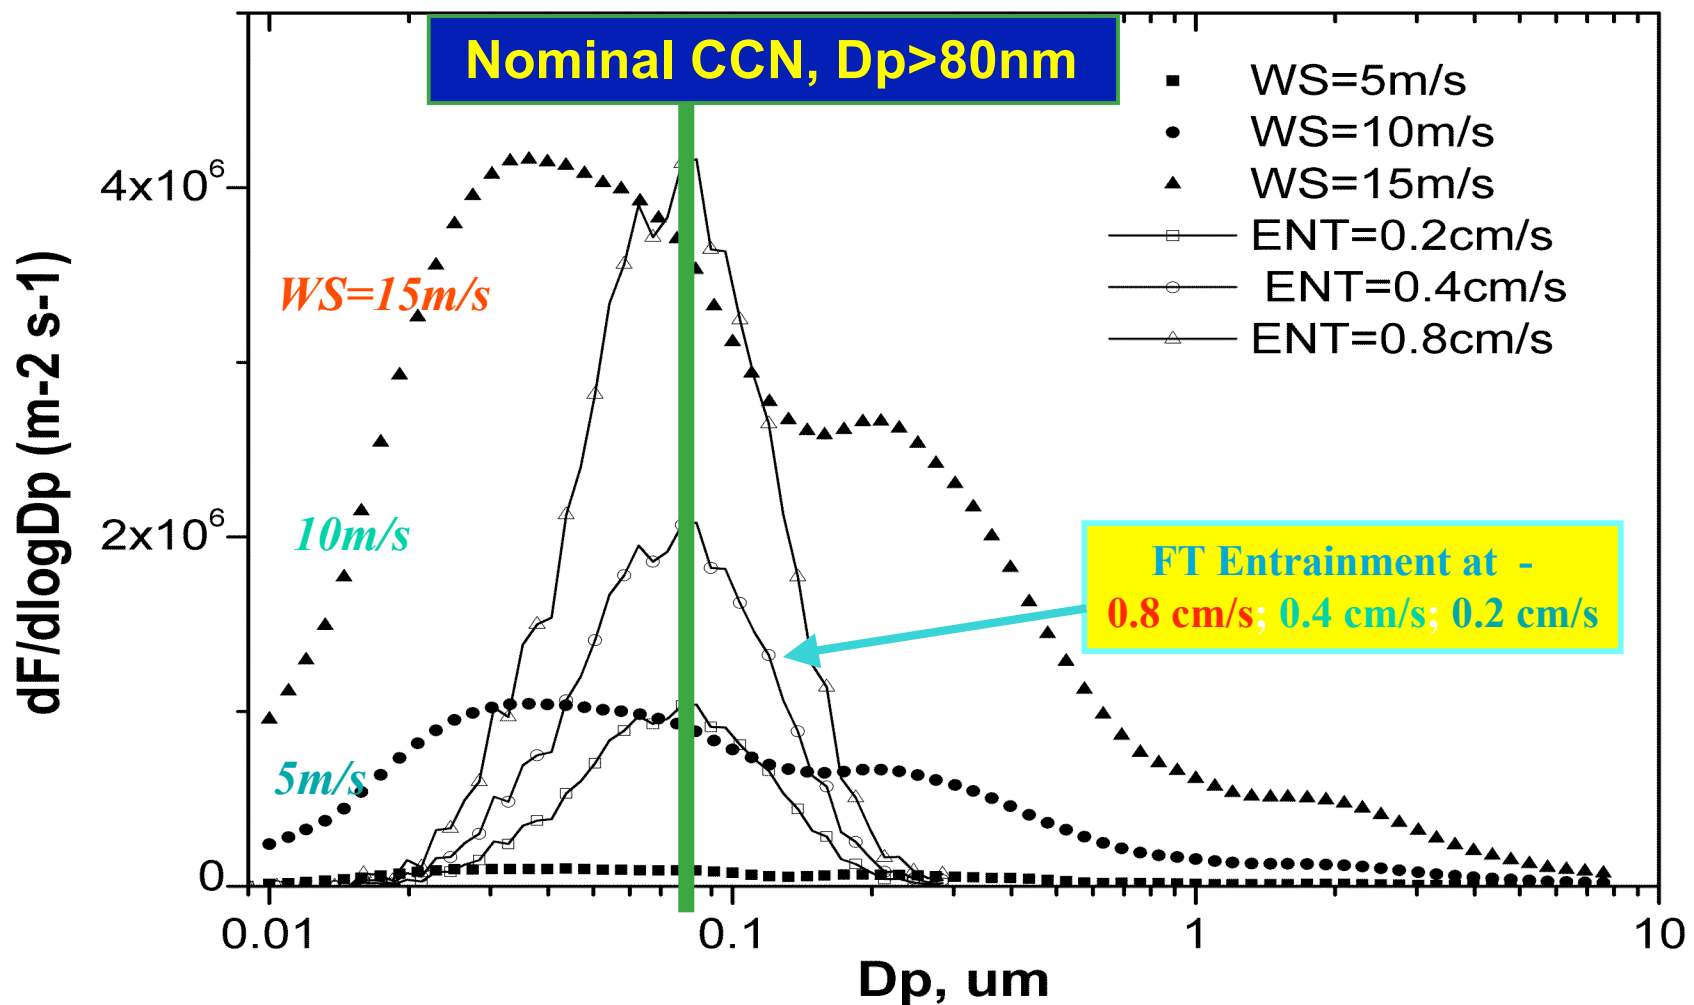 Nominal CCN, Dp>80nm
WS=5m/s
WS=10m/s
WS=15m/s
ENT=0.2cm/s
ENT=0.4cm/s
ENT=0.8cm/s
4x10⁶
2x10⁶
0
dF/dlogDp (m-2 s-1)
WS=15m/s
10m/s
5m/s
FT Entrainment at -
0.8 cm/s; 0.4 cm/s; 0.2 cm/s
0.01
0.1
1
10
Dp, um